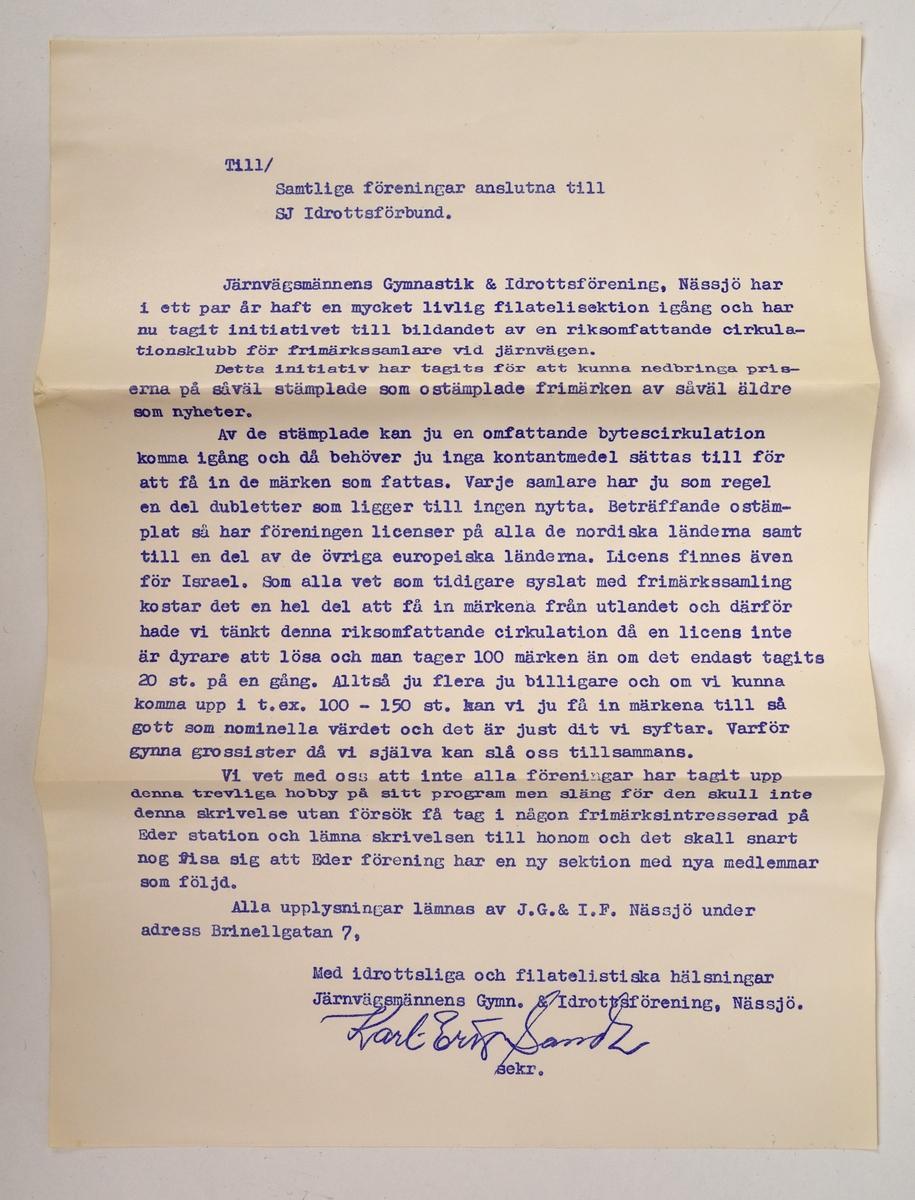 Till/
Samtliga föreningar anslutna till
SJ Idrottsförbund.
Järnvägsmännens Gymnastik & Idrottsförening, Nässjö har
i ett par år haft en mycket livlig filatelisektion igång och har
nu tagit initiativet till bildandet av en riksomfattande cirkula-
tionsklubb för frimärkssamlare vid järnvägen.
Detta initiativ har tagits för att kunna nedbringa pris-
erna på såväl stämplade som ostämplade frimärken av såväl äldre
som nyheter.
Av de stämplade kan ju en omfattande bytescirkulation
komma igång och då behöver ju inga kontantmedel sättas till för
att få in de märken som fattas. Varje samlare har ju som regel
en del dubletter som ligger till ingen nytta. Beträffande ostäm-
plat så har föreningen licenser på alla de nordiska länderna samt
till en del av de övriga europeiska länderna. Licens finnes även
för Israel. Som alla vet som tidigare syslat med frimärkssamling
kostar det en hel del att få in märkena från utlandet och därför
hade vi tänkt denna riksomfattande cirkulation då en licens inte
är dyrare att lösa och man tager 100 märken än om det endast tagits
20 st. på en gång. Alltså ju flera ju billigare och om vi kunna
komma upp i t.ex. 100 - 150 st. kan vi ju få in märkena till så
gott som nominella värdet och det är just dit vi syftar. Varför
gynna grossister då vi själva kan slå oss tillsammans.
Vi vet med oss att inte alla föreningar har tagit upp
denna trevliga hobby på sitt program men släng för den skull inte
denna skrivelse utan försök få tag i någon frimärksintresserad på
Eder station och lämna skrivelsen till honom och det skall snart
nog visa sig att Eder förening har en ny sektion med nya medlemmar
som följd.
Alla upplysningar lämnas av J.G.& I.F. Nässjö under
adress Brinellgatan 7,
Med idrottsliga och filatelistiska hälsningar
Järnvägsmännens Gymn. & Idrottsförening, Nässjö.
Karl-Erik
sekr.